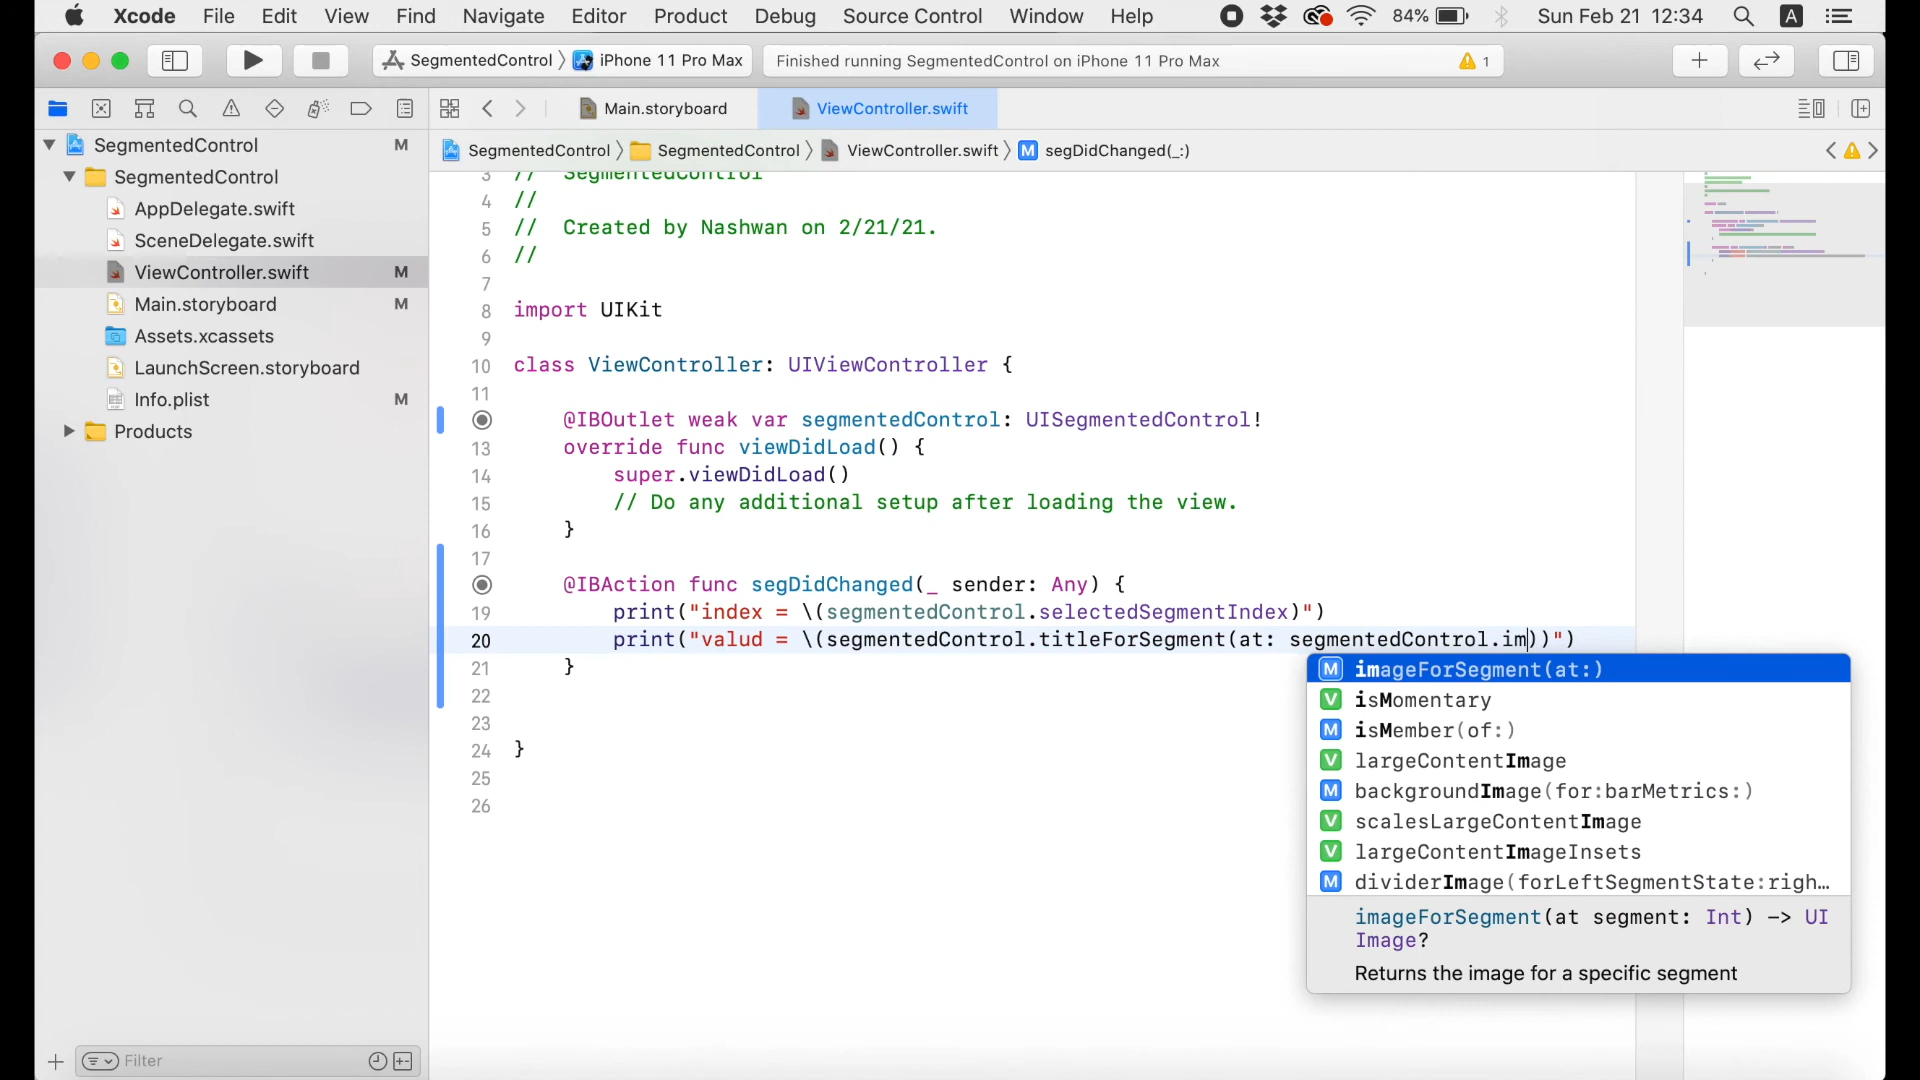 Xcode File Edit View Find Navigate Editor Product Debug Source Control Window Help 84% Sun Feb 21 12:34 A
SegmentedControl iPhone 11 Pro Max Finished running SegmentedControl on iPhone 11 Pro Max 1
Main.storyboard ViewController.swift
SegmentedControl M
SegmentedControl
AppDelegate.swift
SceneDelegate.swift
ViewController.swift M
Main.storyboard M
Assets.xcassets
LaunchScreen.storyboard
Info.plist M
Products
Filter
SegmentedControl SegmentedControl ViewController.swift M segDidChanged(_:)
3 // SegmentedControl
4 //
5 // Created by Nashwan on 2/21/21.
6 //
7
8 import UIKit
9
10 class ViewController: UIViewController {
11
@IBOutlet weak var segmentedControl: UISegmentedControl!
13 override func viewDidLoad() {
14 super.viewDidLoad()
15 // Do any additional setup after loading the view.
16 }
17
@IBAction func segDidChanged(_ sender: Any) {
19 print("index = \(segmentedControl.selectedSegmentIndex)")
20 print("valud = \(segmentedControl.titleForSegment(at: segmentedControl.im))")
21 }
22
23
24 }
25
26
M imageForSegment(at:)
V isMomentary
M isMember(of:)
V largeContentImage
M backgroundImage(for:barMetrics:)
V scalesLargeContentImage
V largeContentImageInsets
M dividerImage(forLeftSegmentState:righ…
imageForSegment(at segment: Int) -> UI
Image?
Returns the image for a specific segment